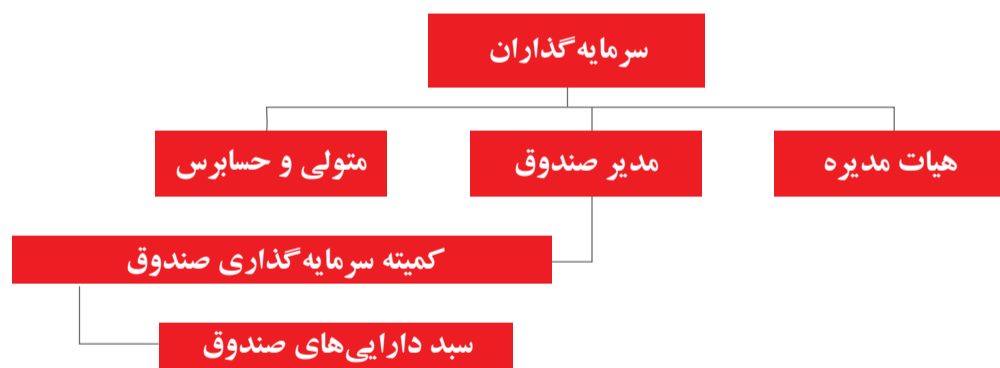 سرمایه‌گذاران
هیات مدیره
مدیر صندوق
متولی و حسابرس
کمیته سرمایه‌گذاری صندوق
سبد دارایی‌های صندوق